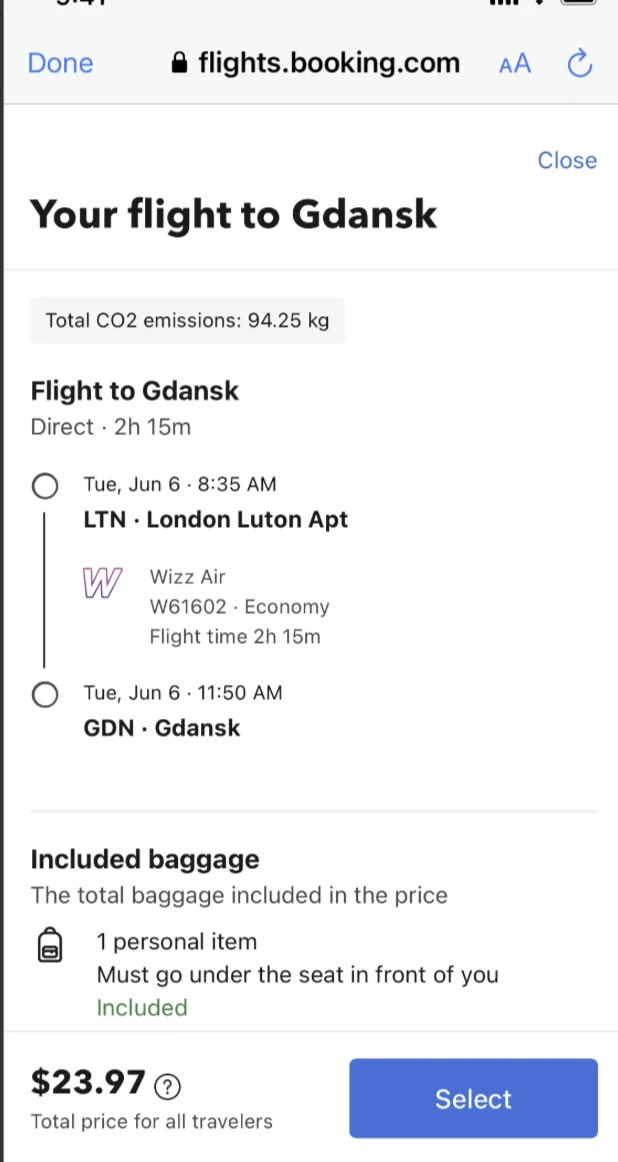 Done flights.booking.com AA
Close
Your flight to Gdansk
Total CO2 emissions: 94.25 kg
Flight to Gdansk
Direct · 2h 15m
Tue, Jun 6 · 8:35 AM
LTN · London Luton Apt
W Wizz Air
W61602 · Economy
Flight time 2h 15m
Tue, Jun 6 · 11:50 AM
GDN · Gdansk
Included baggage
The total baggage included in the price
1 personal item
Must go under the seat in front of you
Included
$23.97 ?
Total price for all travelers
Select